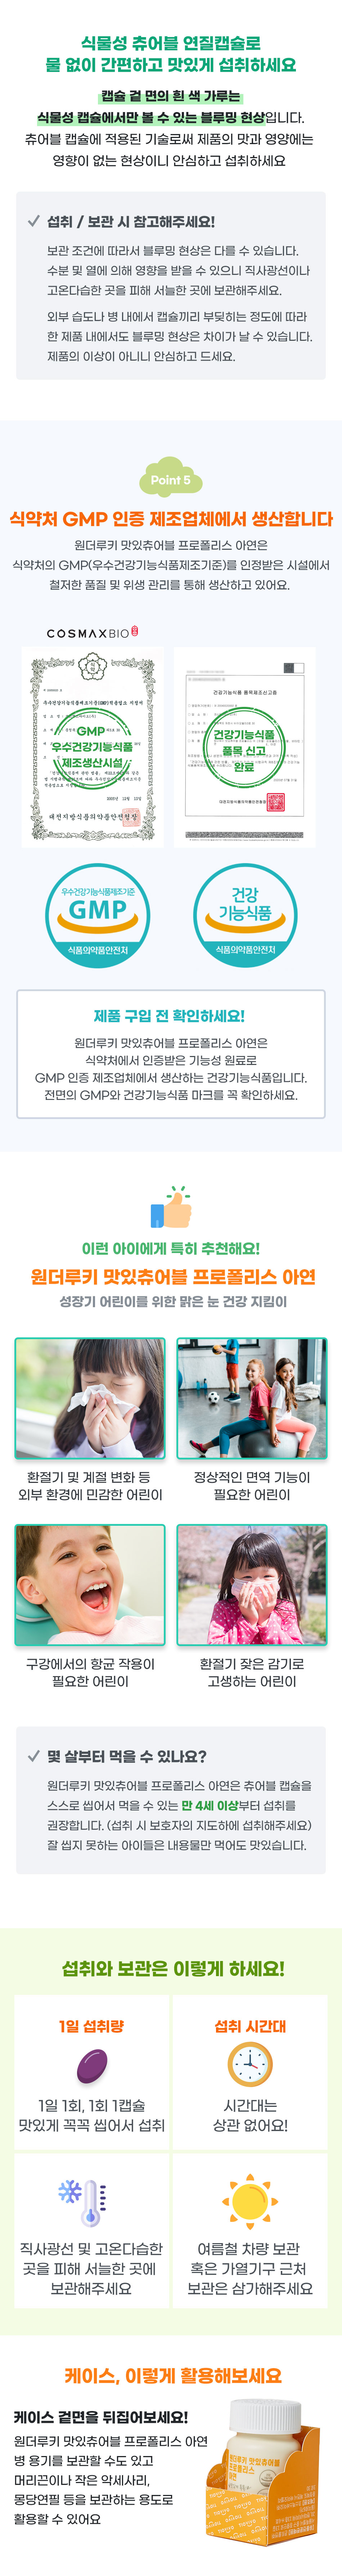 식물성 츄어블 연질캡슐로
물 없이 간편하고 맛있게 섭취하세요
캡슐 겉 면의 흰 색 가루는
식물성 캡슐에서만 볼 수 있는 블루밍 현상입니다.
츄어블 캡슐에 적용된 기술로써 제품의 맛과 영양에는
영향이 없는 현상이니 안심하고 섭취하세요
섭취 / 보관 시 참고해주세요!
보관 조건에 따라서 블루밍 현상은 다를 수 있습니다.
수분 및 열에 의해 영향을 받을 수 있으니 직사광선이나
고온다습한 곳을 피해 서늘한 곳에 보관해주세요.
외부 습도나 병 내에서 캡슐끼리 부딪히는 정도에 따라
한 제품 내에서도 블루밍 현상은 차이가 날 수 있습니다.
제품의 이상이 아니니 안심하고 드세요.
Point 5
식약처 GMP 인증 제조업체에서 생산합니다
원더루키 맛있츄어블 프로폴리스 아연은
식약처의 GMP(우수건강기능식품제조기준)를 인정받은 시설에서
철저한 품질 및 위생 관리를 통해 생산하고 있어요.
COSMAXBIO
GMP
우수건강기능식품
제조생산시설
대전지방식품의약품안전청장
건강기능식품 품목제조신고증
건강기능식품
품목 신고
완료
우수건강기능식품제조기준
GMP
식품의약품안전처
건강
기능식품
식품의약품안전처
제품 구입 전 확인하세요!
원더루키 맛있츄어블 프로폴리스 아연은
식약처에서 인증받은 기능성 원료로
GMP 인증 제조업체에서 생산하는 건강기능식품입니다.
전면의 GMP와 건강기능식품 마크를 꼭 확인하세요.
이런 아이에게 특히 추천해요!
원더루키 맛있츄어블 프로폴리스 아연
성장기 어린이를 위한 맑은 눈 건강 지킴이
환절기 및 계절 변화 등
외부 환경에 민감한 어린이
정상적인 면역 기능이
필요한 어린이
구강에서의 항균 작용이
필요한 어린이
환절기 잦은 감기로
고생하는 어린이
몇 살부터 먹을 수 있나요?
원더루키 맛있츄어블 프로폴리스 아연은 츄어블 캡슐을
스스로 씹어서 먹을 수 있는 만 4세 이상부터 섭취를
권장합니다. (섭취 시 보호자의 지도하에 섭취해주세요)
잘 씹지 못하는 아이들은 내용물만 먹어도 맛있습니다.
섭취와 보관은 이렇게 하세요!
1일 섭취량
1일 1회, 1회 1캡슐
맛있게 꼭꼭 씹어서 섭취
섭취 시간대
시간대는
상관 없어요!
직사광선 및 고온다습한
곳을 피해 서늘한 곳에
보관해주세요
여름철 차량 보관
혹은 가열기구 근처
보관은 삼가해주세요
케이스, 이렇게 활용해보세요
케이스 겉면을 뒤집어보세요!
원더루키 맛있츄어블 프로폴리스 아연
병 용기를 보관할 수도 있고
머리끈이나 작은 악세사리,
몽당연필 등을 보관하는 용도로
활용할 수 있어요
원더루키 맛있츄어블
프로폴리스
아연